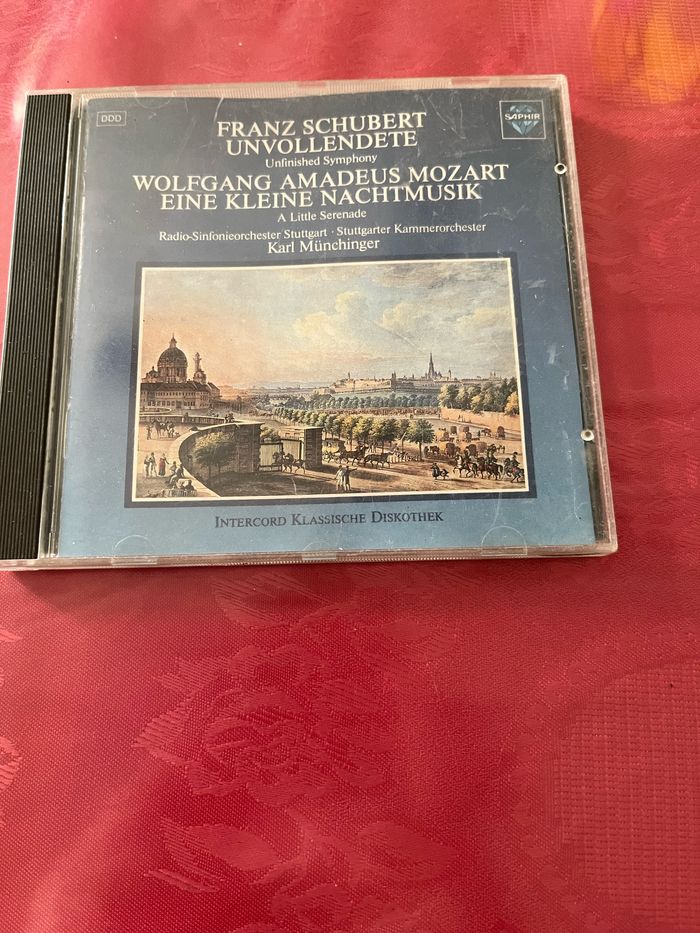 DDD
SAPHIR
FRANZ SCHUBERT
UNVOLLENDETE
Unfinished Symphony
WOLFGANG AMADEUS MOZART
EINE KLEINE NACHTMUSIK
A Little Serenade
Radio-Sinfonieorchester Stuttgart · Stuttgarter Kammerorchester
Karl Münchinger
INTERCORD KLASSISCHE DISKOTHEK